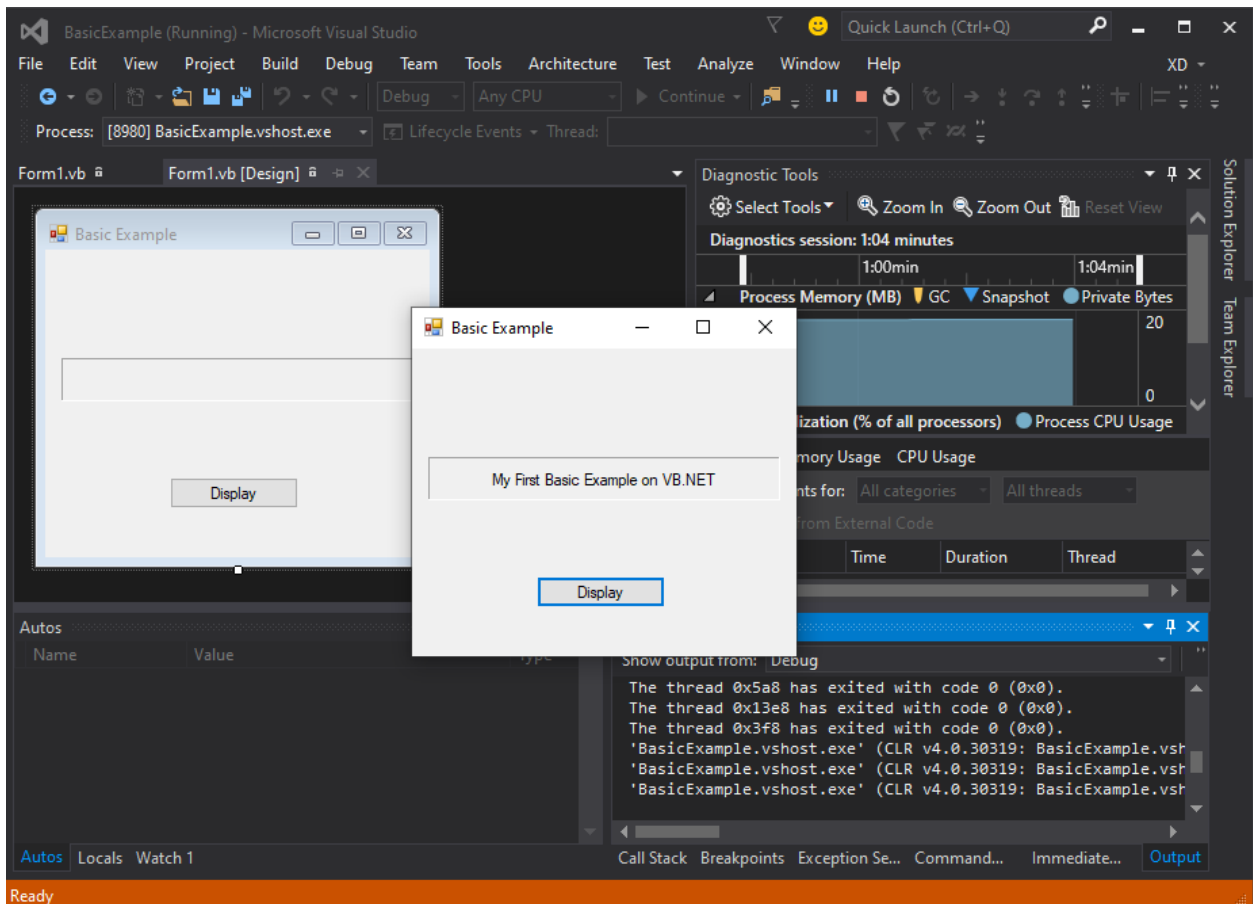 BasicExample (Running) - Microsoft Visual Studio
Quick Launch (Ctrl+Q)
File Edit View Project Build Debug Team Tools Architecture Test Analyze Window Help XD
Debug Any CPU Continue
Process: [8980] BasicExample.vshost.exe Lifecycle Events Thread:
Form1.vb Form1.vb [Design]
Basic Example
Display
Basic Example
My First Basic Example on VB.NET
Display
Diagnostic Tools
Select Tools Zoom In Zoom Out Reset View
Diagnostics session: 1:04 minutes
1:00min 1:04min
Process Memory (MB) GC Snapshot Private Bytes
20
0
(% of all processors) Process CPU Usage
Usage CPU Usage
for: All categories All threads
from External Code
Time Duration Thread
Solution Explorer
Team Explorer
Autos
Name Value Type
Show output from: Debug
The thread 0x5a8 has exited with code 0 (0x0).
The thread 0x13e8 has exited with code 0 (0x0).
The thread 0x3f8 has exited with code 0 (0x0).
'BasicExample.vshost.exe' (CLR v4.0.30319: BasicExample.vsh
'BasicExample.vshost.exe' (CLR v4.0.30319: BasicExample.vsh
'BasicExample.vshost.exe' (CLR v4.0.30319: BasicExample.vsh
Autos Locals Watch 1
Call Stack Breakpoints Exception Se... Command... Immediate... Output
Ready